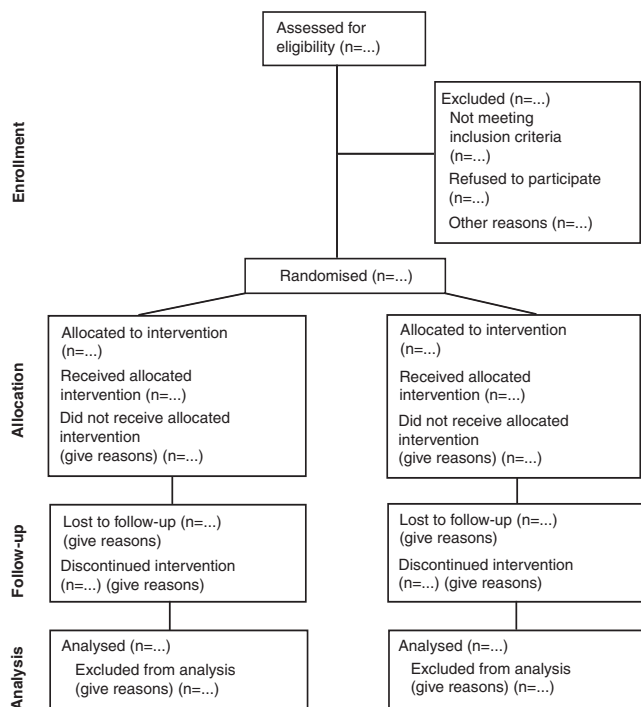 Assessed for
eligibility (n=...)
Enrollment
Excluded (n=...)
Not meeting
inclusion criteria
(n=...)
Refused to participate
(n=...)
Other reasons (n=...)
Randomised (n=...)
Allocation
Allocated to intervention
(n=...)
Received allocated
intervention (n=...)
Did not receive allocated
intervention
(give reasons) (n=...)
Allocated to intervention
(n=...)
Received allocated
intervention (n=...)
Did not receive allocated
intervention
(give reasons) (n=...)
Follow-up
Lost to follow-up (n=...)
(give reasons)
Discontinued intervention
(n=...) (give reasons)
Lost to follow-up (n=...)
(give reasons)
Discontinued intervention
(n=...) (give reasons)
Analysis
Analysed (n=...)
Excluded from analysis
(give reasons) (n=...)
Analysed (n=...)
Excluded from analysis
(give reasons) (n=...)